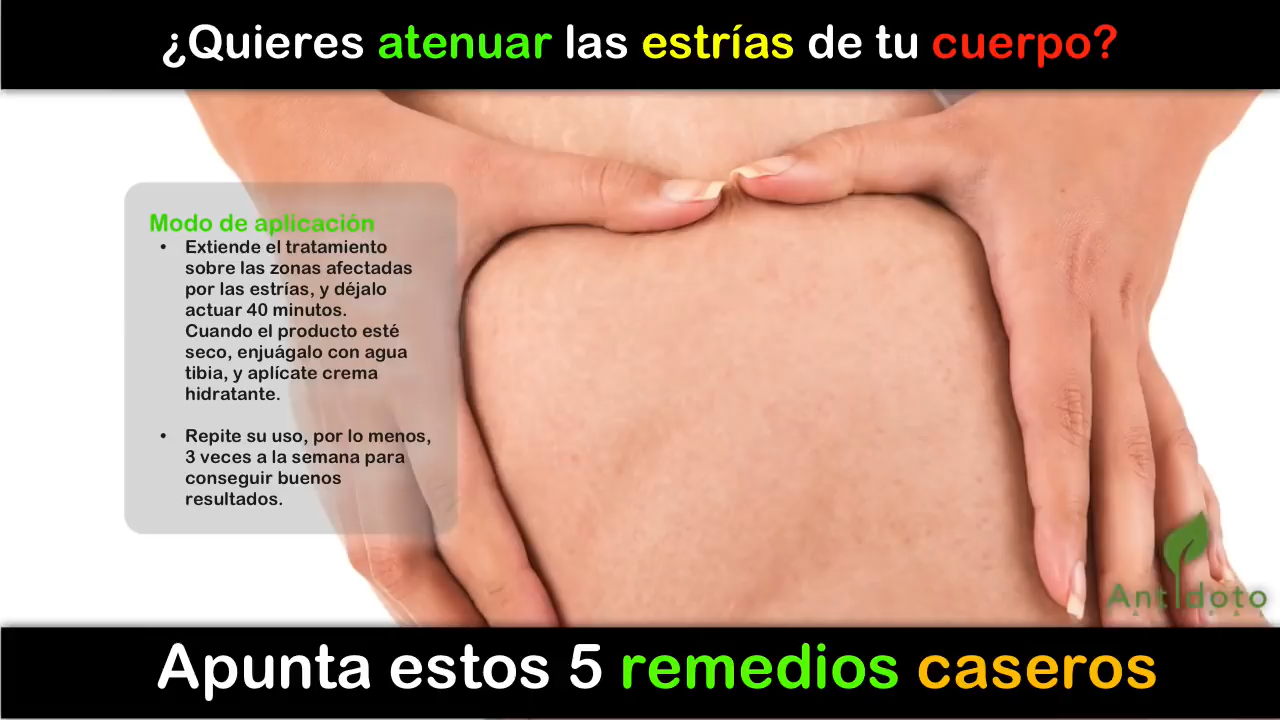 ¿Quieres atenuar las estrías de tu cuerpo?
Modo de aplicación
• Extiende el tratamiento
sobre las zonas afectadas
por las estrías, y déjalo
actuar 40 minutos.
Cuando el producto esté
seco, enjuágalo con agua
tibia, y aplícate crema
hidratante.
• Repite su uso, por lo menos,
3 veces a la semana para
conseguir buenos
resultados.
Antídoto
Apunta estos 5 remedios caseros